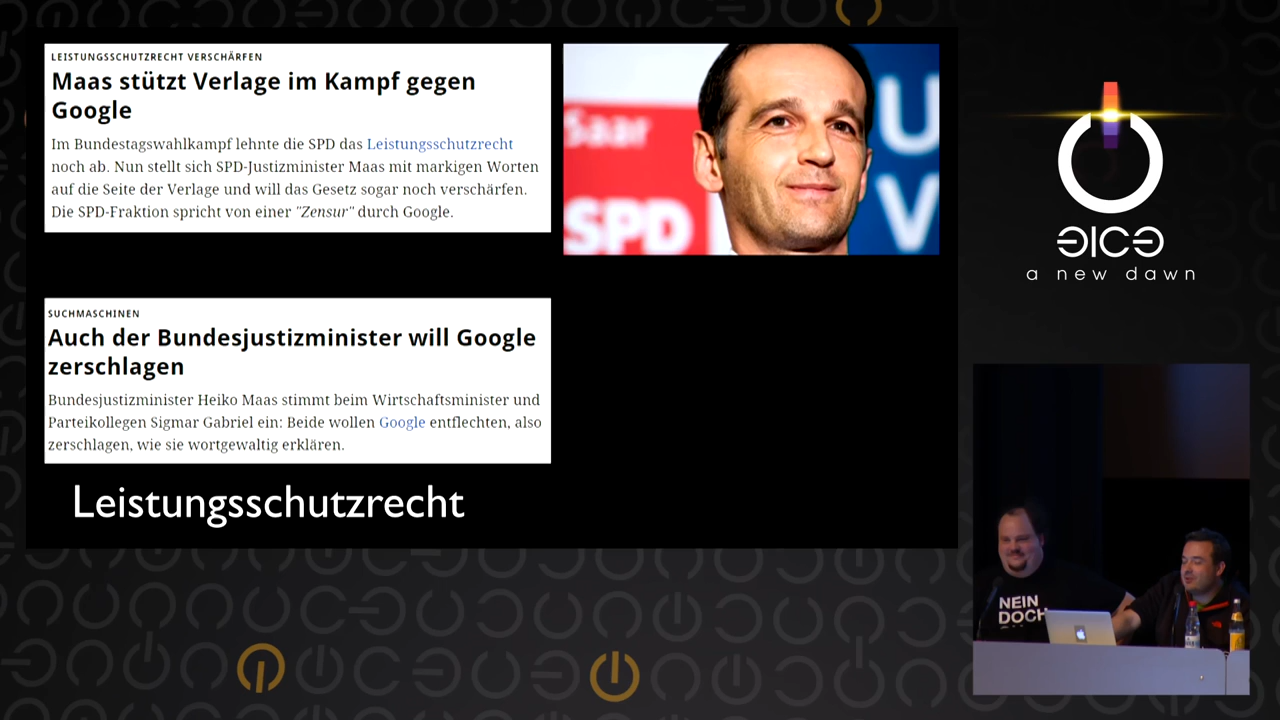 LEISTUNGSSCHUTZRECHT VERSCHÄRFEN
Maas stützt Verlage im Kampf gegen
Google
Im Bundestagswahlkampf lehnte die SPD das Leistungsschutzrecht
noch ab. Nun stellt sich SPD-Justizminister Maas mit markigen Worten
auf die Seite der Verlage und will das Gesetz sogar noch verschärfen.
Die SPD-Fraktion spricht von einer "Zensur" durch Google.
Saar
SPD
U
V
SUCHMASCHINEN
Auch der Bundesjustizminister will Google
zerschlagen
Bundesjustizminister Heiko Maas stimmt beim Wirtschaftsminister und
Parteikollegen Sigmar Gabriel ein: Beide wollen Google entflechten, also
zerschlagen, wie sie wortgewaltig erklären.
Leistungsschutzrecht
a new dawn
NEIN
DOCH